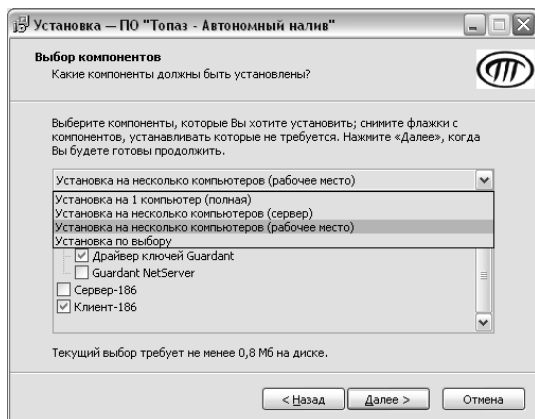 Установка — ПО "Топаз - Автономный налив"
Выбор компонентов
Какие компоненты должны быть установлены?
Выберите компоненты, которые Вы хотите установить; снимите флажки с
компонентов, устанавливать которые не требуется. Нажмите «Далее», когда
Вы будете готовы продолжить.
Установка на несколько компьютеров (рабочее место)
Установка на 1 компьютер (полная)
Установка на несколько компьютеров (сервер)
Установка на несколько компьютеров (рабочее место)
Установка по выбору
Драйвер ключей Guardant
Guardant NetServer
Сервер-186
Клиент-186
Текущий выбор требует не менее 0,8 Мб на диске.
< Назад
Далее >
Отмена